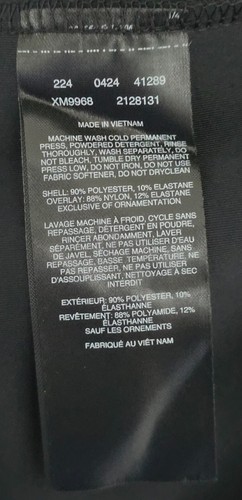 224 0424 41289
XM9968 2128131
MADE IN VIETNAM
MACHINE WASH COLD PERMANENT
PRESS, POWDERED DETERGENT, RINSE
THOROUGHLY, WASH SEPARATELY, DO
NOT BLEACH, TUMBLE DRY PERMANENT
PRESS LOW, DO NOT IRON, DO NOT USE
FABRIC SOFTENER, DO NOT DRYCLEAN
SHELL: 90% POLYESTER, 10% ELASTANE
OVERLAY: 88% NYLON, 12% ELASTANE
EXCLUSIVE OF ORNAMENTATION
LAVAGE MACHINE À FROID, CYCLE SANS
REPASSAGE, DÉTERGENT EN POUDRE,
RINCER ABONDAMMENT, LAVER
SÉPARÉMENT, NE PAS UTILISER D'EAU
DE JAVEL, SÉCHAGE MACHINE, SANS
REPASSAGE, BASSE TEMPÉRATURE, NE
PAS REPASSER, NE PAS UTILISER
D'ASSOUPLISSANT, NETTOYAGE À SEC
INTERDIT
EXTÉRIEUR: 90% POLYESTER, 10%
ÉLASTHANNE
REVÊTEMENT: 88% POLYAMIDE, 12%
ÉLASTHANNE
SAUF LES ORNEMENTS
FABRIQUÉ AU VIÊT NAM